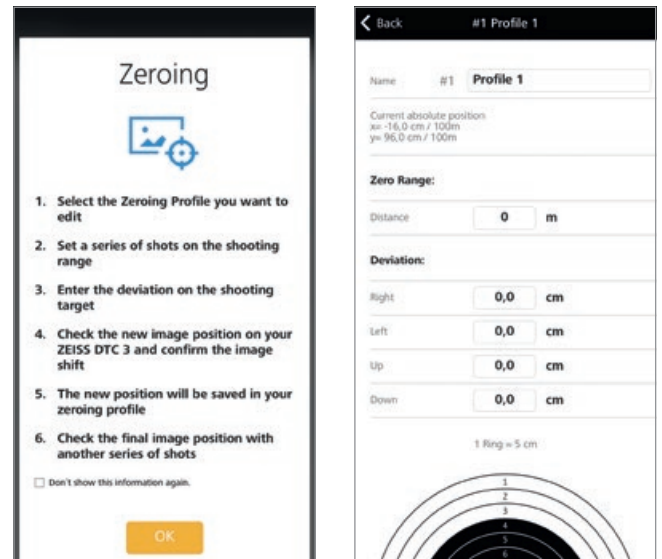 Zeroing
1. Select the Zeroing Profile you want to
edit
2. Set a series of shots on the shooting
range
3. Enter the deviation on the shooting
target
4. Check the new image position on your
ZEISS DTC 3 and confirm the image
shift
5. The new position will be saved in your
zeroing profile
6. Check the final image position with
another series of shots
Don't show this information again.
OK
Back #1 Profile 1
Name #1 Profile 1
Current absolute position
x= -16,0 cm / 100m
y= 96,0 cm / 100m
Zero Range:
Distance 0 m
Deviation:
Right 0,0 cm
Left 0,0 cm
Up 0,0 cm
Down 0,0 cm
1 Ring = 5 cm
1
2
3
4
5
6